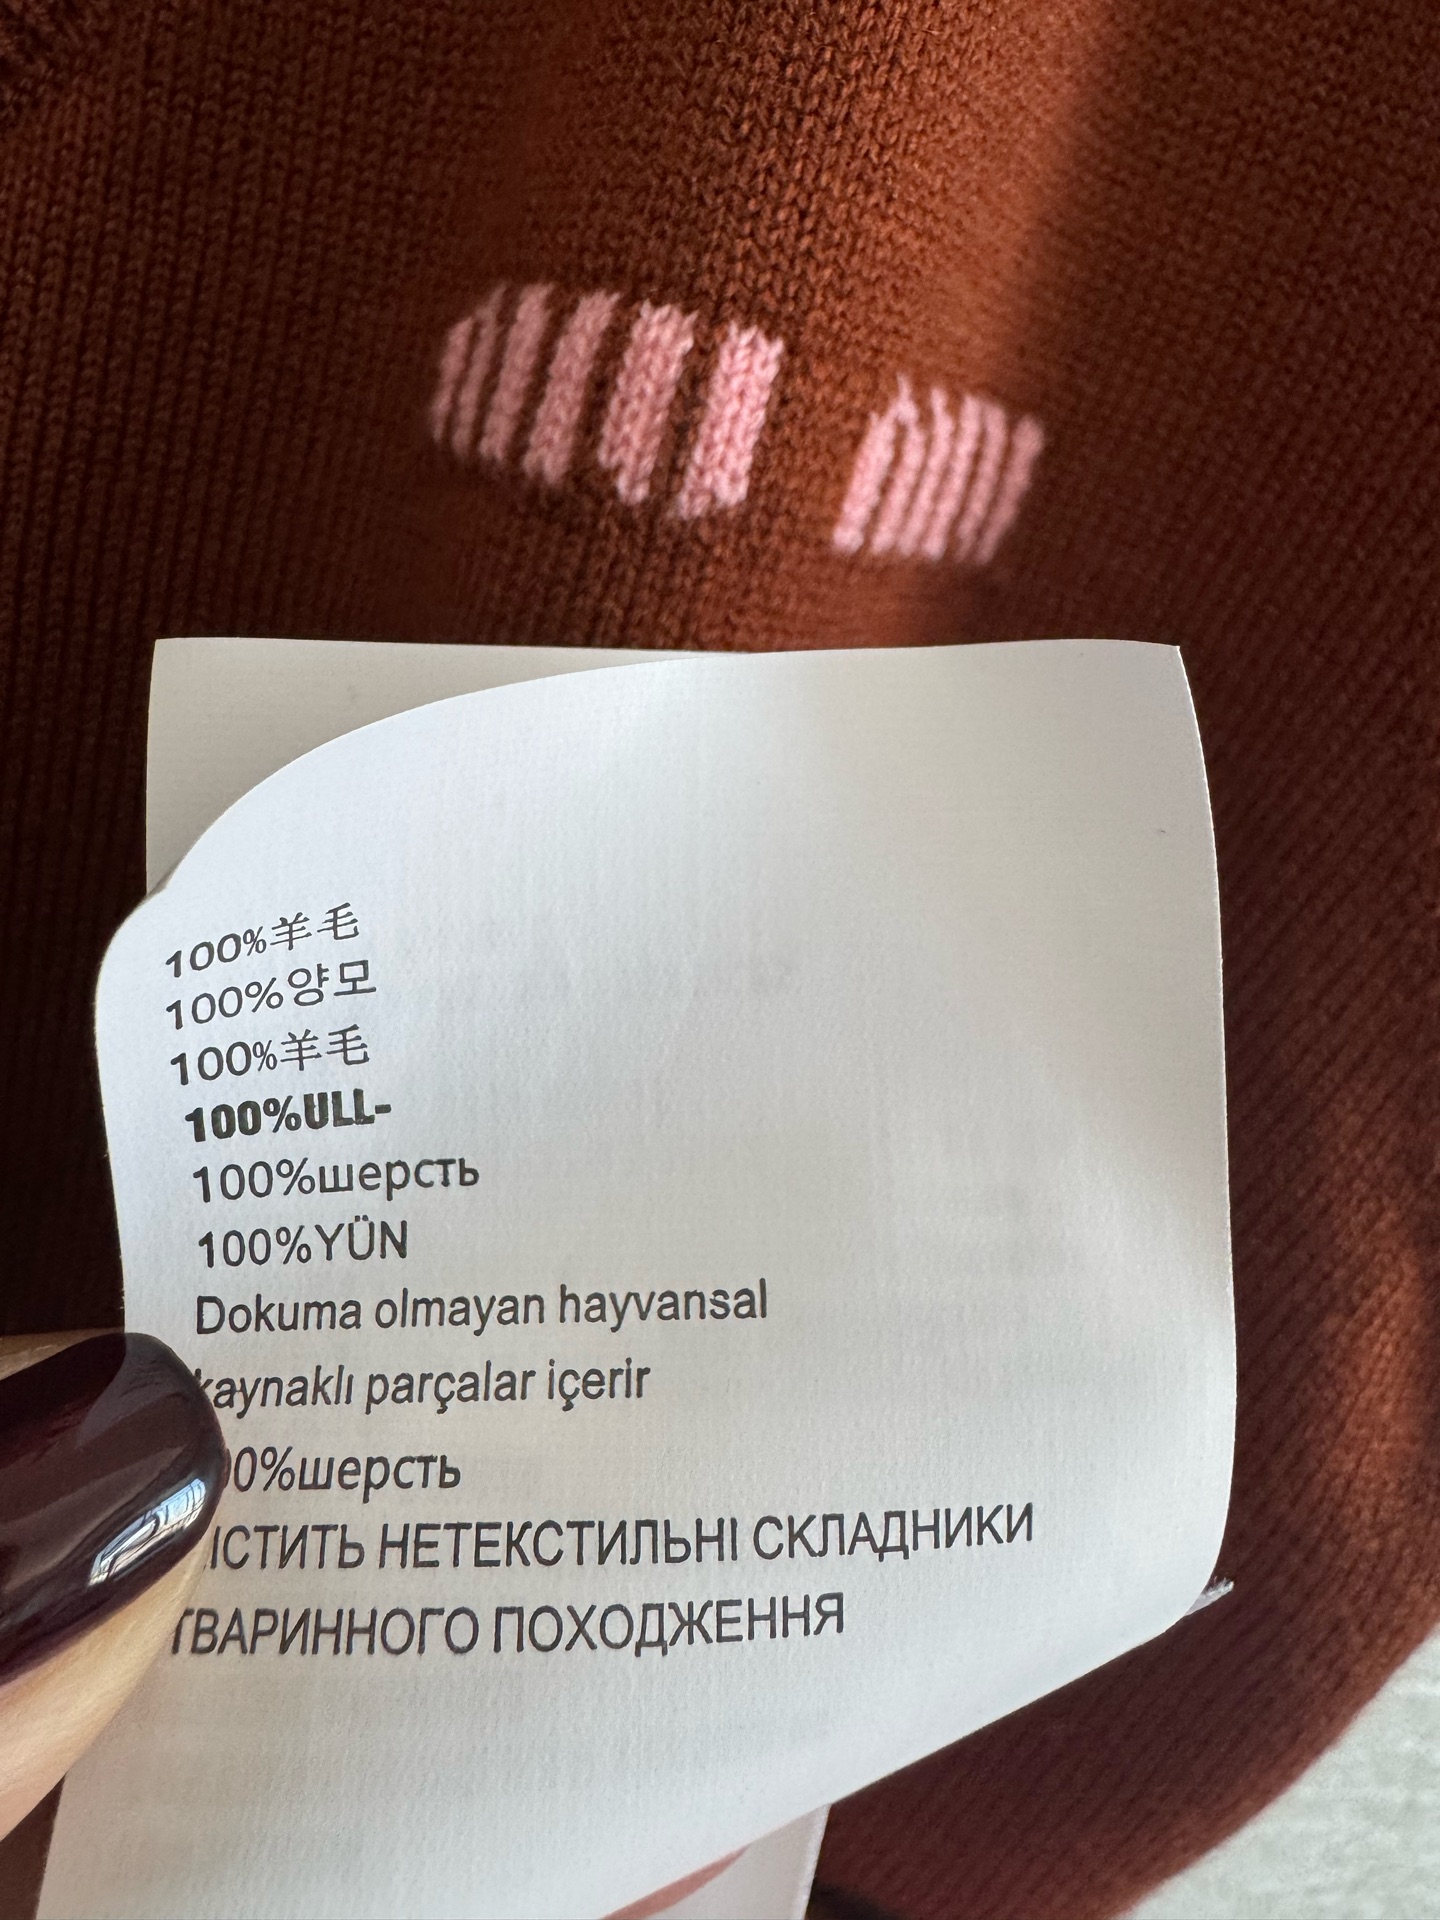 100%羊毛
100%양모
100%羊毛
100%ULL-
100%шерсть
100%YÜN
Dokuma olmayan hayvansal
kaynaklı parçalar içerir
00%шерсть
ІСТИТЬ НЕТЕКСТИЛЬНІ СКЛАДНИКИ
ТВАРИННОГО ПОХОДЖЕННЯ